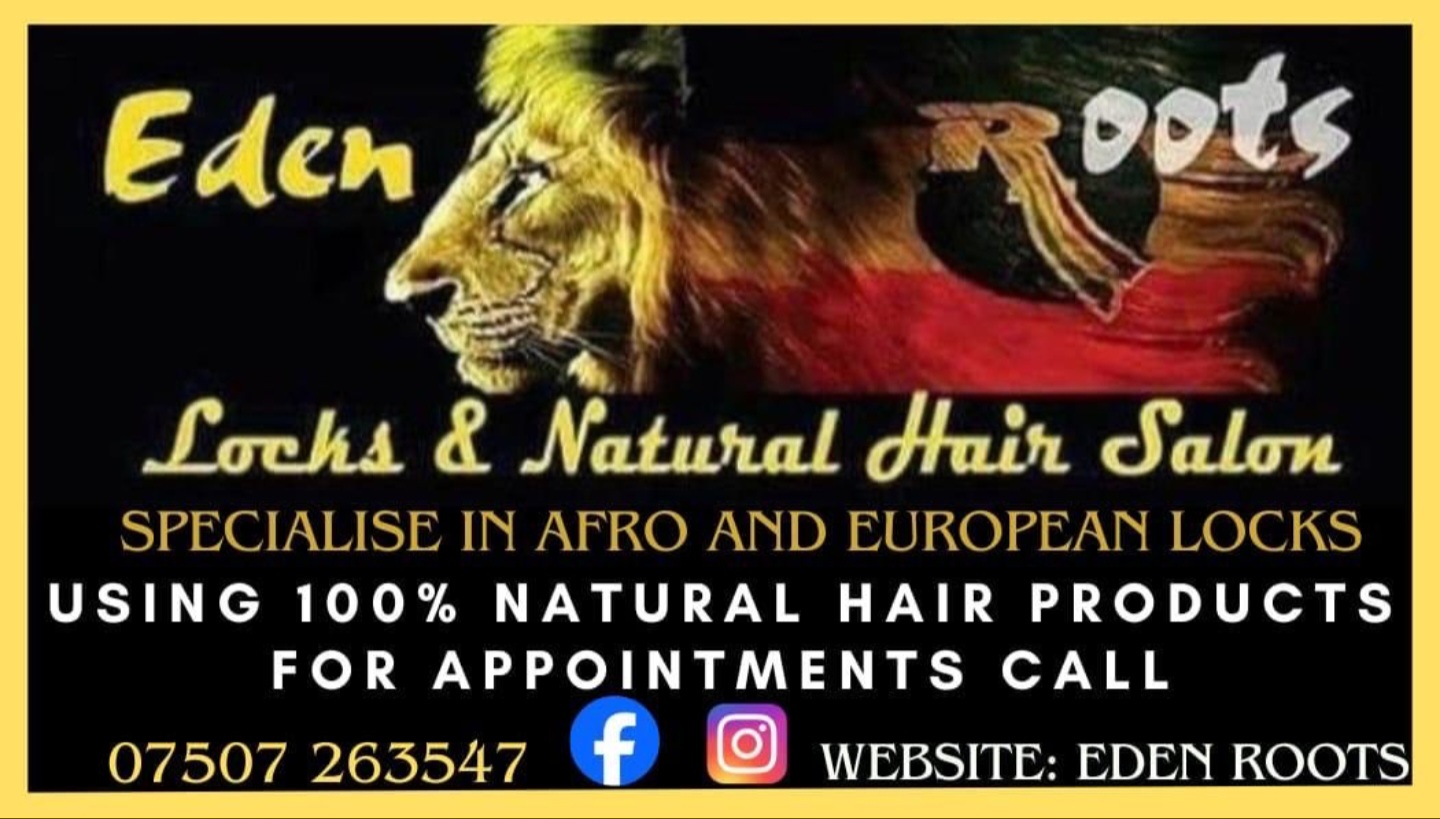 Eden Roots
Locks & Natural Hair Salon
SPECIALISE IN AFRO AND EUROPEAN LOCKS
USING 100% NATURAL HAIR PRODUCTS
FOR APPOINTMENTS CALL
07507 263547 WEBSITE: EDEN ROOTS